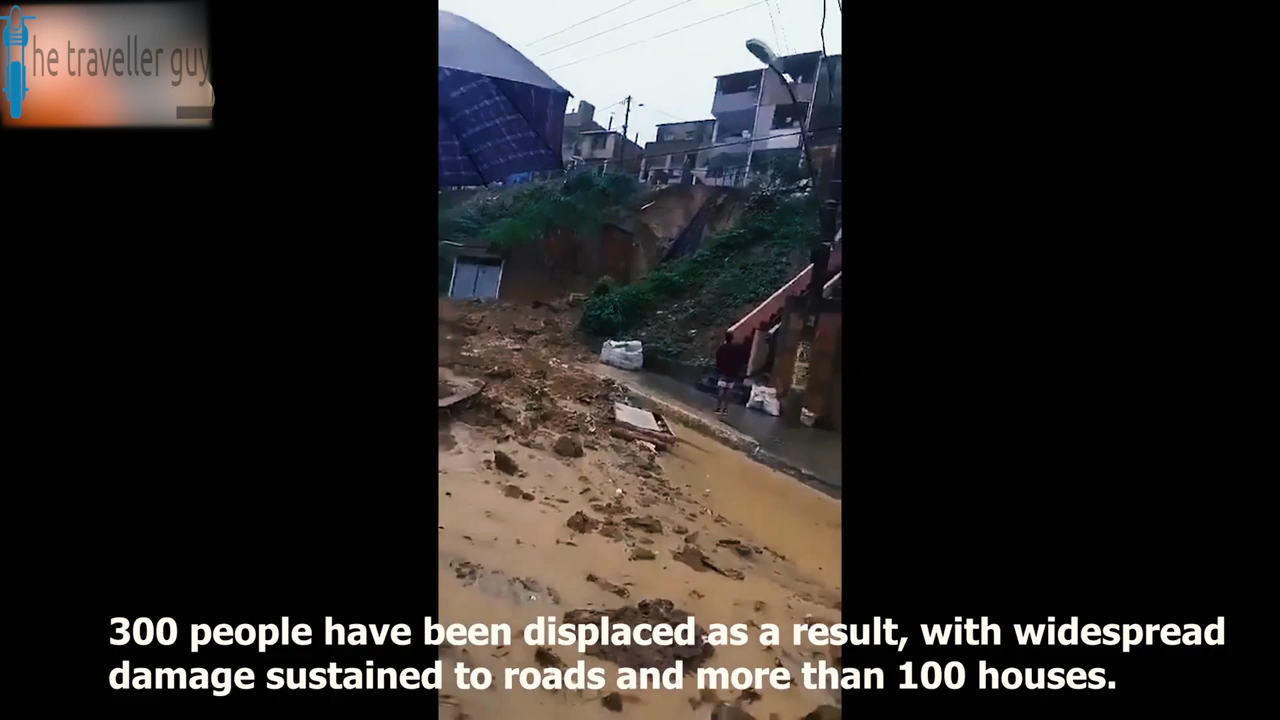 he traveller guy
300 people have been displaced as a result, with widespread
damage sustained to roads and more than 100 houses.